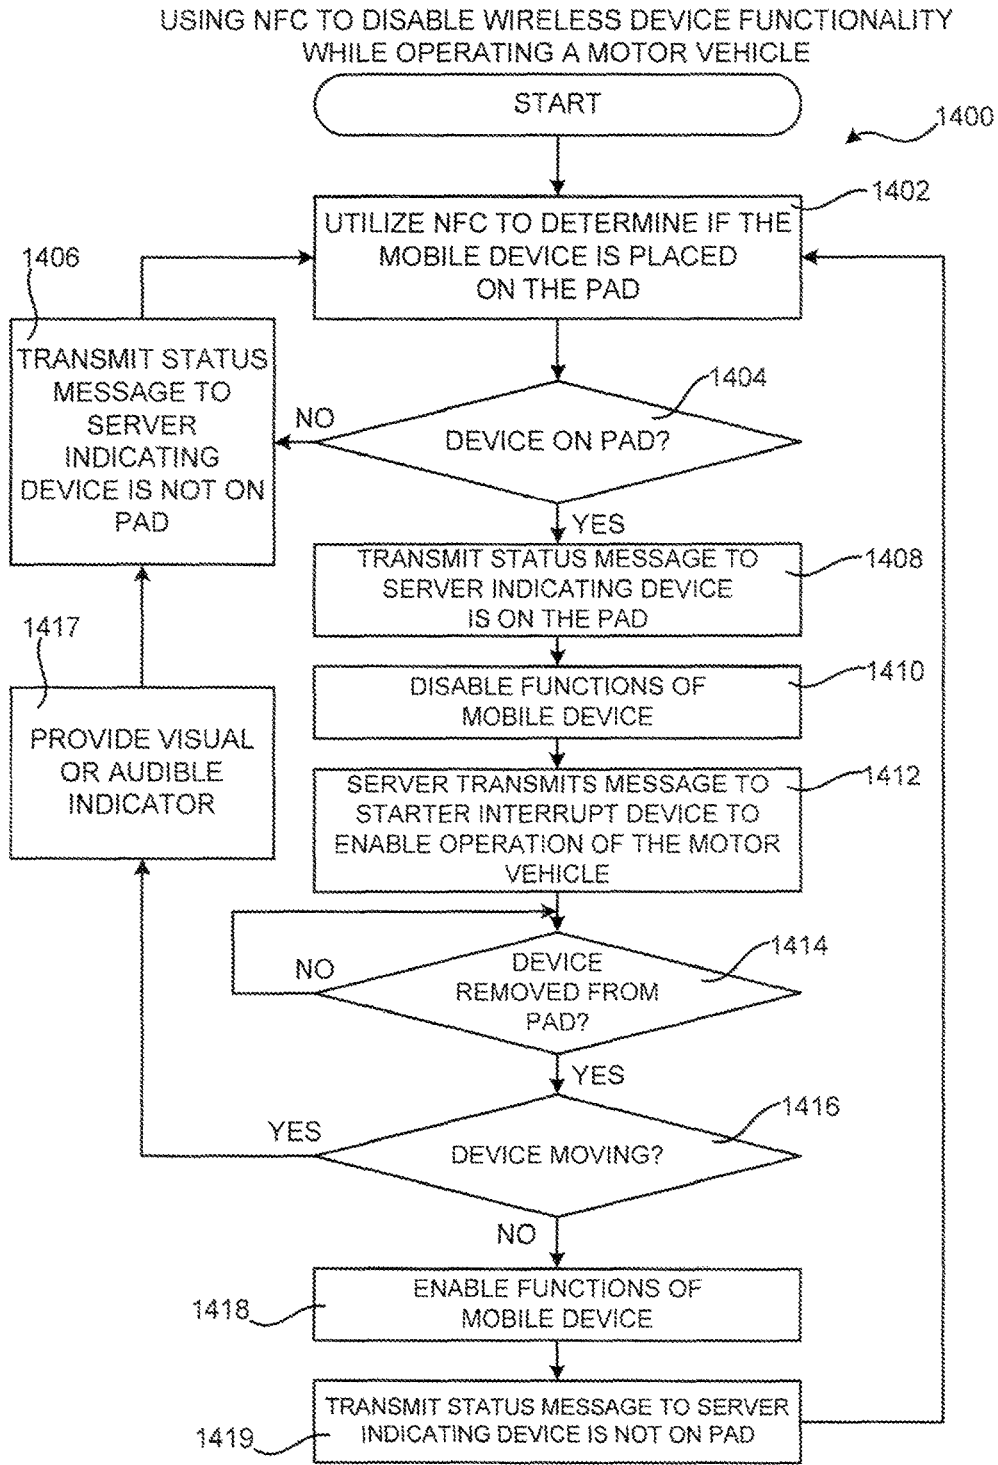 USING NFC TO DISABLE WIRELESS DEVICE FUNCTIONALITY
WHILE OPERATING A MOTOR VEHICLE
START
1400
1402
UTILIZE NFC TO DETERMINE IF THE
MOBILE DEVICE IS PLACED
ON THE PAD
1406
TRANSMIT STATUS
MESSAGE TO
SERVER
INDICATING
DEVICE IS NOT ON
PAD
1404
NO
DEVICE ON PAD?
YES
1408
TRANSMIT STATUS MESSAGE TO
SERVER INDICATING DEVICE
IS ON THE PAD
1410
DISABLE FUNCTIONS OF
MOBILE DEVICE
1417
PROVIDE VISUAL
OR AUDIBLE
INDICATOR
1412
SERVER TRANSMITS MESSAGE TO
STARTER INTERRUPT DEVICE TO
ENABLE OPERATION OF THE MOTOR
VEHICLE
1414
NO
DEVICE
REMOVED FROM
PAD?
YES
1416
YES
DEVICE MOVING?
NO
1418
ENABLE FUNCTIONS OF
MOBILE DEVICE
1419
TRANSMIT STATUS MESSAGE TO SERVER
INDICATING DEVICE IS NOT ON PAD